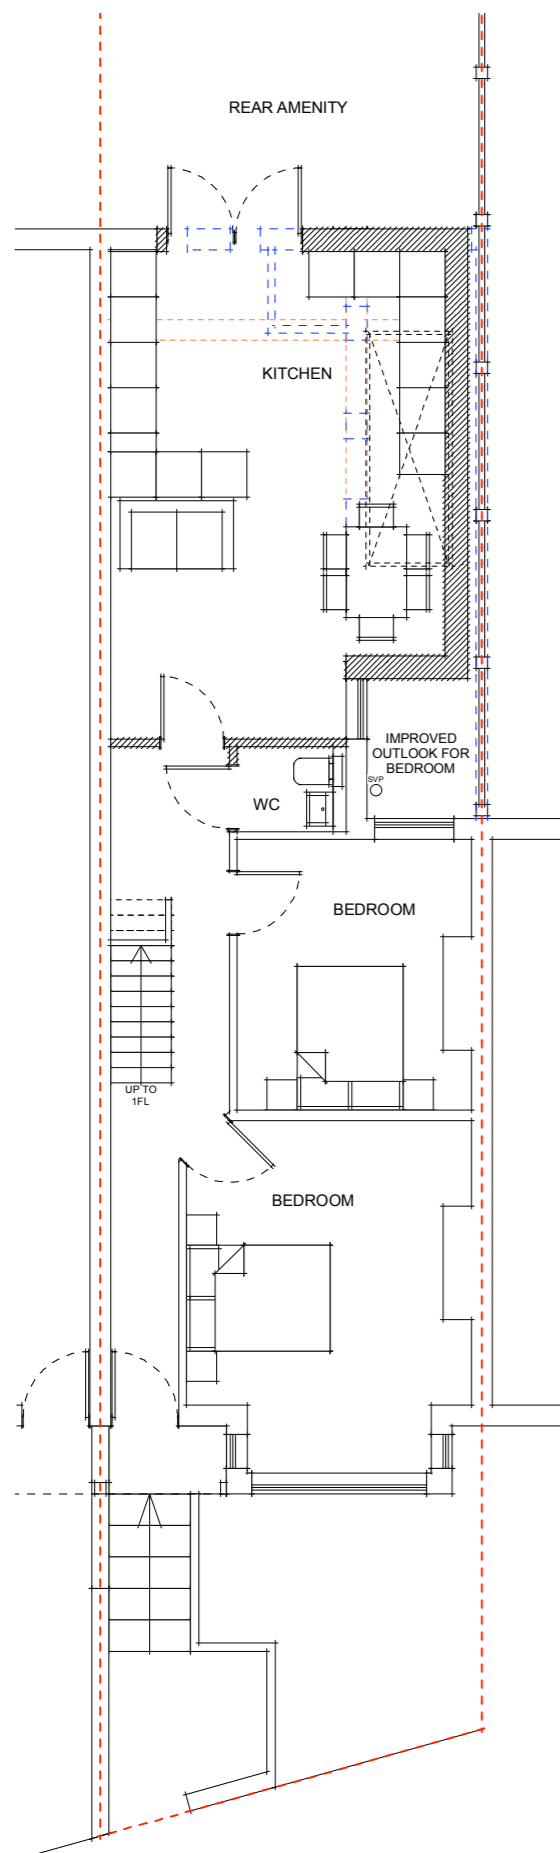 REAR AMENITY
KITCHEN
IMPROVED
OUTLOOK FOR
BEDROOM
SVP
WC
BEDROOM
UP TO
1FL
BEDROOM